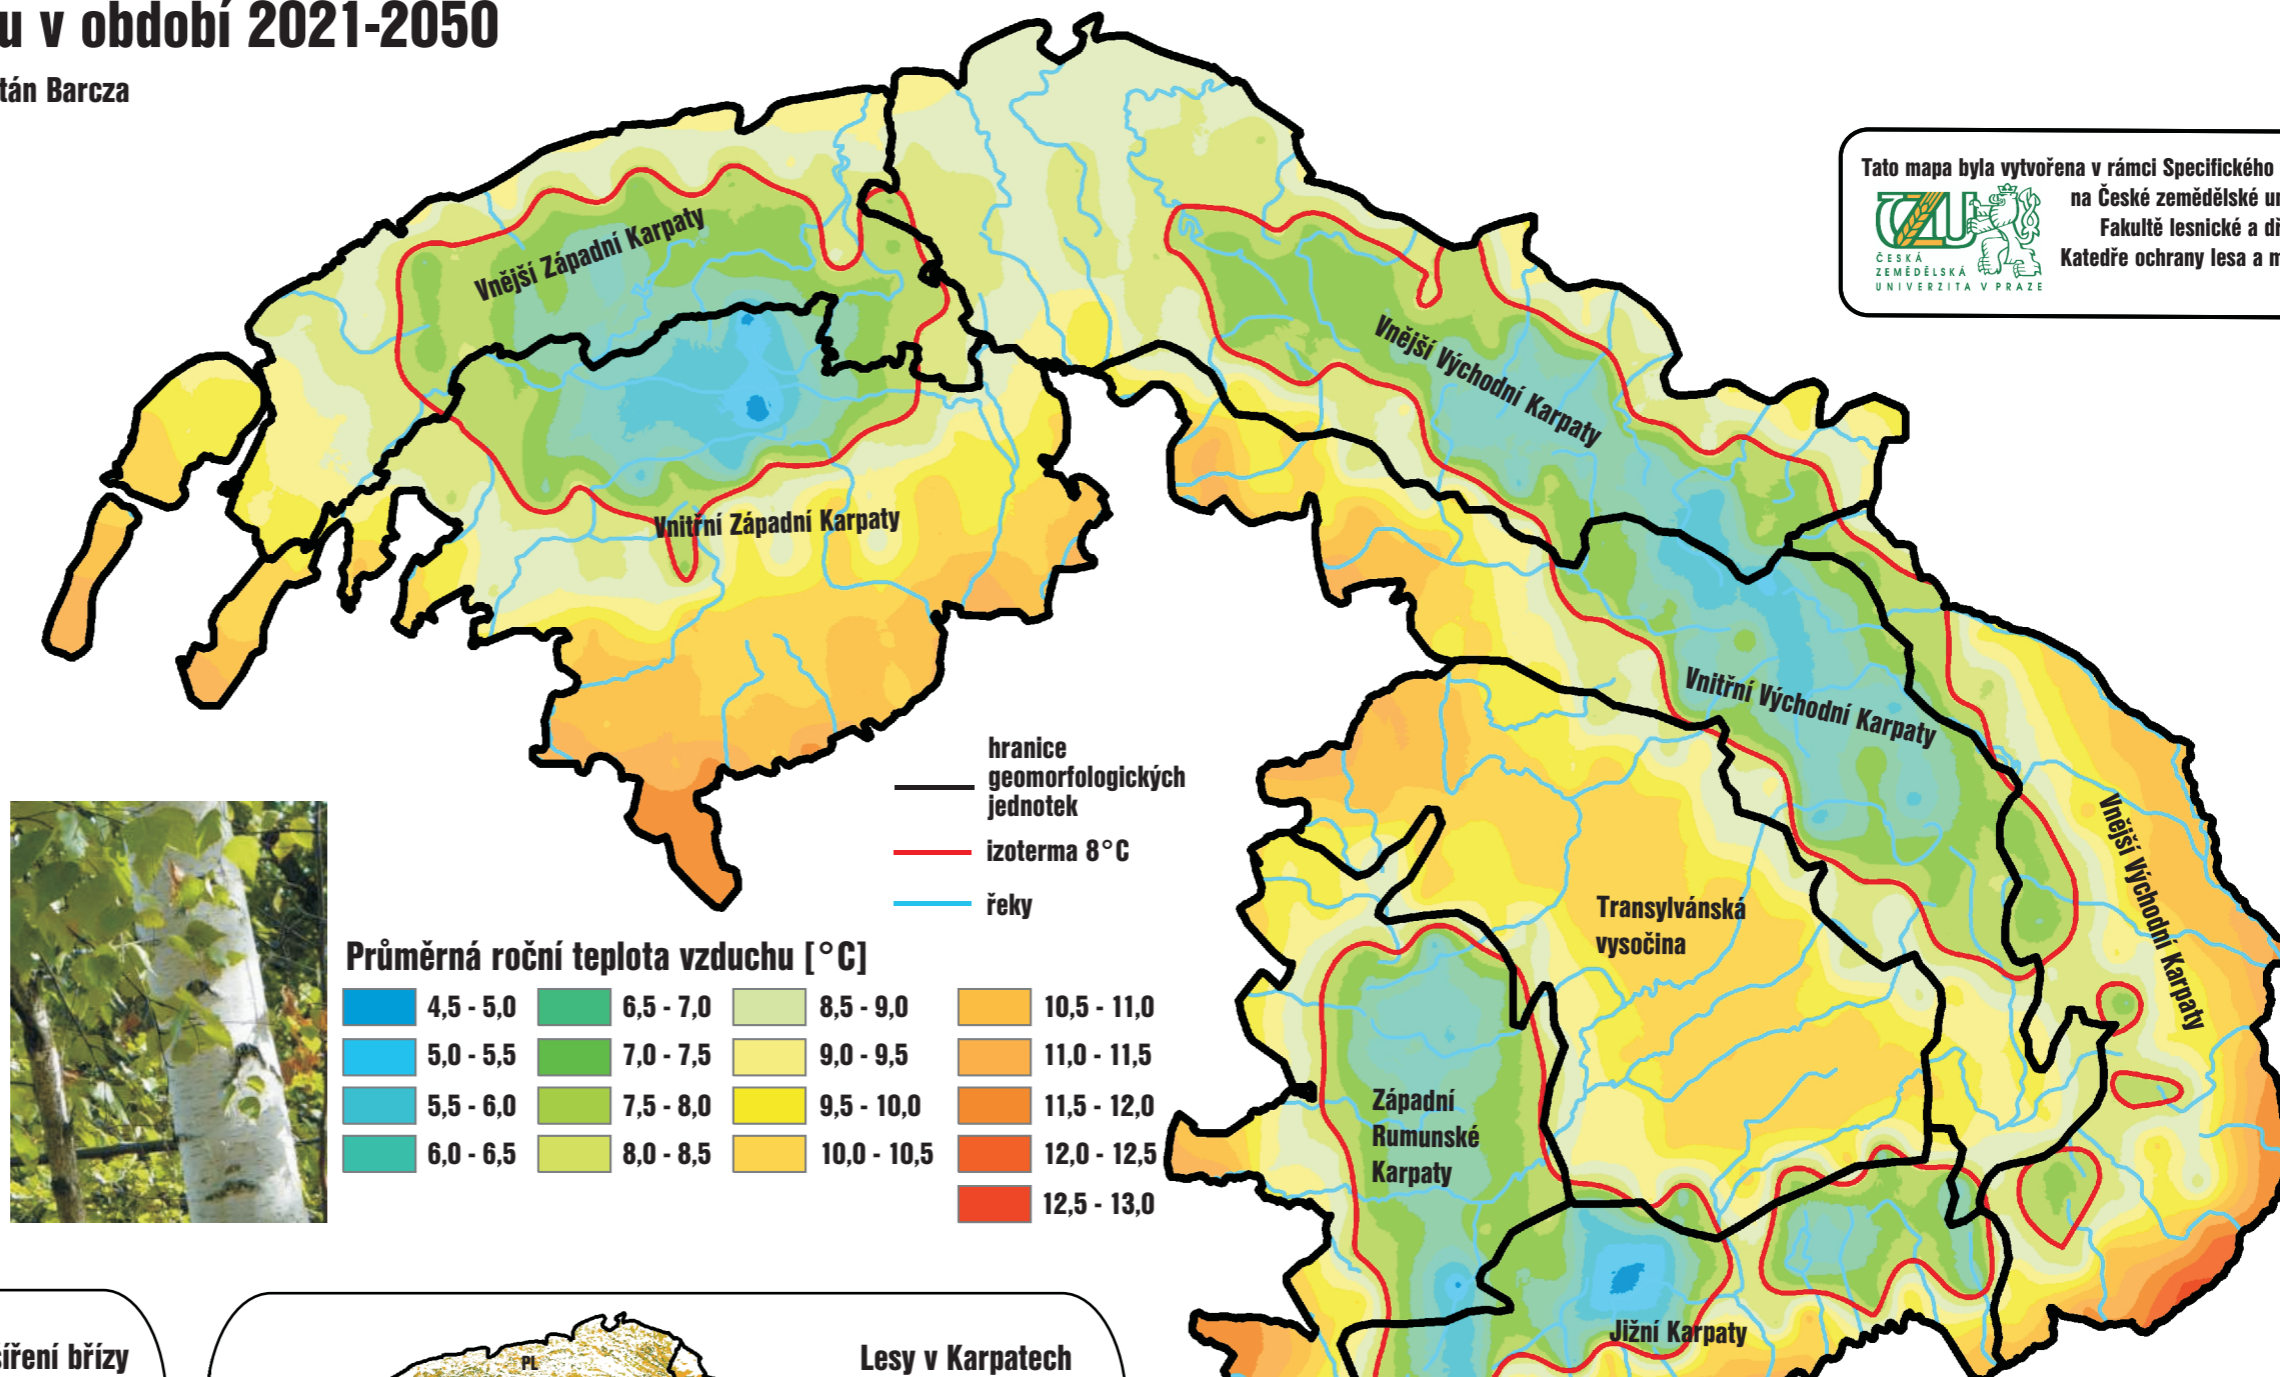 u v období 2021-2050
tán Barcza
Tato mapa byla vytvořena v rámci Specifického
na České zemědělské un
Fakultě lesnické a dř
Katedře ochrany lesa a m
ČZU
ČESKÁ
ZEMĚDĚLSKÁ
UNIVERZITA V PRAZE
Vnější Západní Karpaty
Vnější Východní Karpaty
Vnitřní Západní Karpaty
Vnitřní Východní Karpaty
Vnější Východní Karpaty
Transylvánská
vysočina
Západní
Rumunské
Karpaty
Jižní Karpaty
hranice
geomorfologických
jednotek
izoterma 8°C
řeky
Průměrná roční teplota vzduchu [°C]
4,5 - 5,0
5,0 - 5,5
5,5 - 6,0
6,0 - 6,5
6,5 - 7,0
7,0 - 7,5
7,5 - 8,0
8,0 - 8,5
8,5 - 9,0
9,0 - 9,5
9,5 - 10,0
10,0 - 10,5
10,5 - 11,0
11,0 - 11,5
11,5 - 12,0
12,0 - 12,5
12,5 - 13,0
íření břízy
PL
Lesy v Karpatech